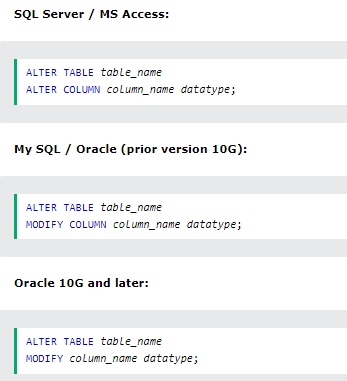 SQL Server / MS Access:
ALTER TABLE table_name
ALTER COLUMN column_name datatype;
My SQL / Oracle (prior version 10G):
ALTER TABLE table_name
MODIFY COLUMN column_name datatype;
Oracle 10G and later:
ALTER TABLE table_name
MODIFY column_name datatype;